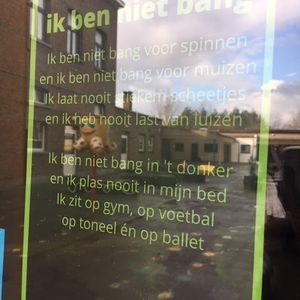 ik ben niet bang
Ik ben niet bang voor spinnen
en ik ben niet bang voor muizen
Ik laat nooit stiekem scheetjes
en ik heb nooit last van luizen
Ik ben niet bang in 't donker
en ik plas nooit in mijn bed
Ik zit op gym, op voetbal
op toneel én op ballet